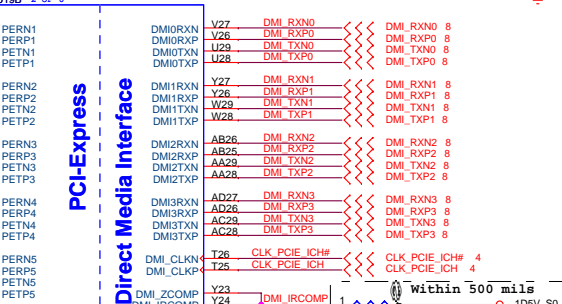 PERN1 DMI0RXN V27 DMI_RXN0 DMI_RXN0 8
PERP1 DMI0RXP V26 DMI_RXP0 DMI_RXP0 8
PETN1 DMI0TXN U29 DMI_TXN0 DMI_TXN0 8
PETP1 DMI0TXP U28 DMI_TXP0 DMI_TXP0 8
PERN2 DMI1RXN Y27 DMI_RXN1 DMI_RXN1 8
PERP2 DMI1RXP Y26 DMI_RXP1 DMI_RXP1 8
PETN2 DMI1TXN W29 DMI_TXN1 DMI_TXN1 8
PETP2 DMI1TXP W28 DMI_TXP1 DMI_TXP1 8
PERN3 DMI2RXN AB26 DMI_RXN2 DMI_RXN2 8
PERP3 DMI2RXP AB25 DMI_RXP2 DMI_RXP2 8
PETN3 DMI2TXN AA29 DMI_TXN2 DMI_TXN2 8
PETP3 DMI2TXP AA28 DMI_TXP2 DMI_TXP2 8
PERN4 DMI3RXN AD27 DMI_RXN3 DMI_RXN3 8
PERP4 DMI3RXP AD26 DMI_RXP3 DMI_RXP3 8
PETN4 DMI3TXN AC29 DMI_TXN3 DMI_TXN3 8
PETP4 DMI3TXP AC28 DMI_TXP3 DMI_TXP3 8
PERN5 DMI_CLKN T26 CLK_PCIE_ICH# CLK_PCIE_ICH# 4
PERP5 DMI_CLKP T25 CLK_PCIE_ICH CLK_PCIE_ICH 4
PETN5
PETP5 DMI_ZCOMP Y23 Within 500 mils
DMI_IRCOMP Y24 DMI_IRCOMP 1 1D5V_S0
PCI-Express
Direct Media Interface